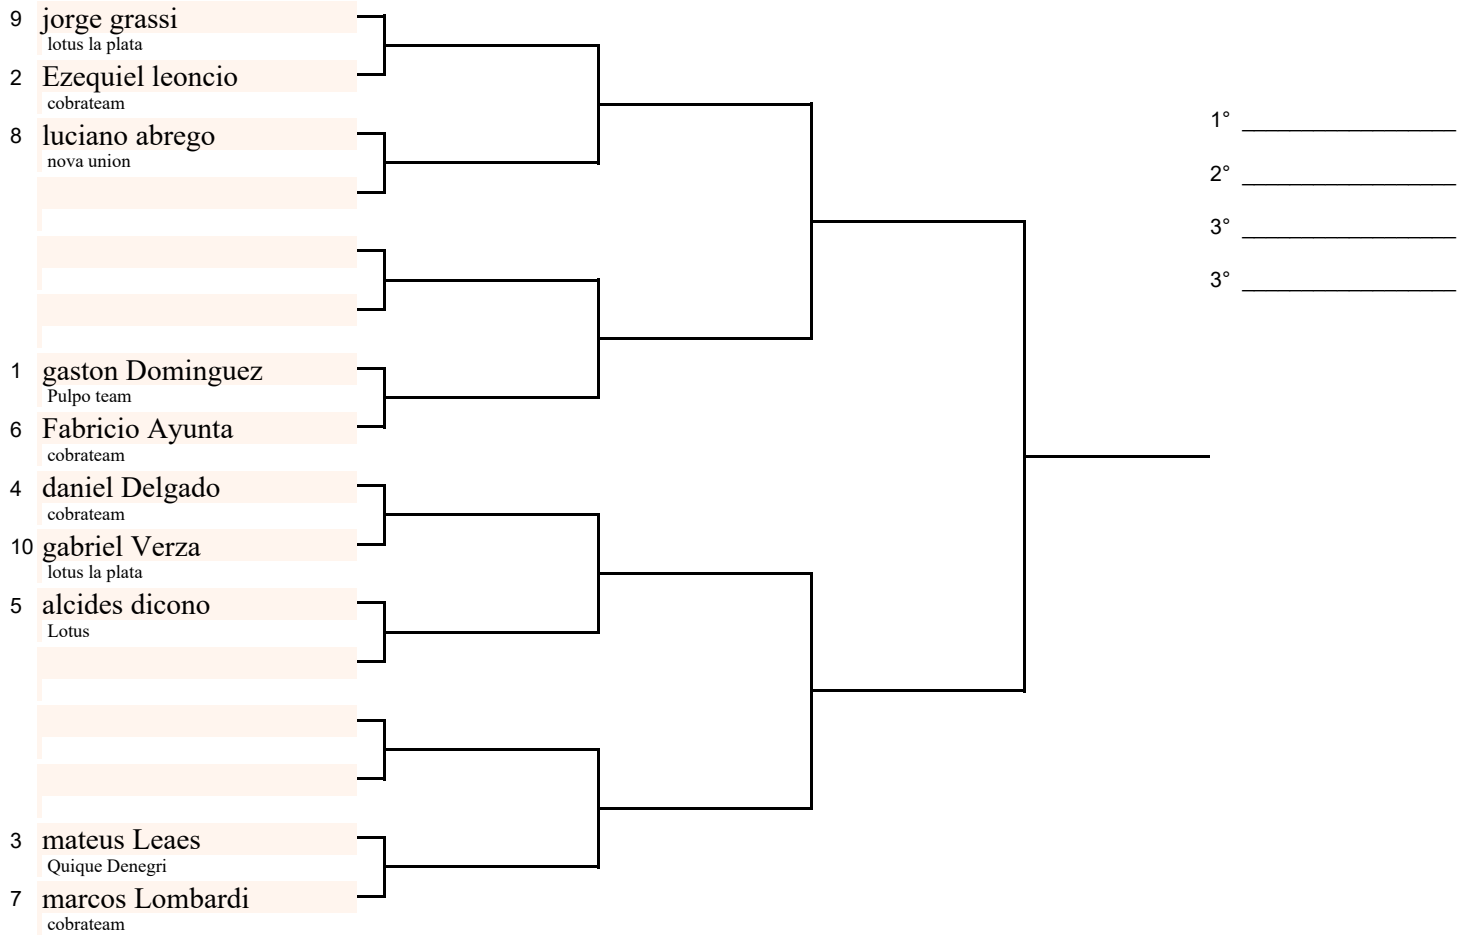 9 jorge grassi
lotus la plata
2 Ezequiel leoncio
cobrateam
8 luciano abrego
nova union
1 gaston Dominguez
Pulpo team
6 Fabricio Ayunta
cobrateam
4 daniel Delgado
cobrateam
10 gabriel Verza
lotus la plata
5 alcides dicono
Lotus
3 mateus Leaes
Quique Denegri
7 marcos Lombardi
cobrateam
1°
2°
3°
3°